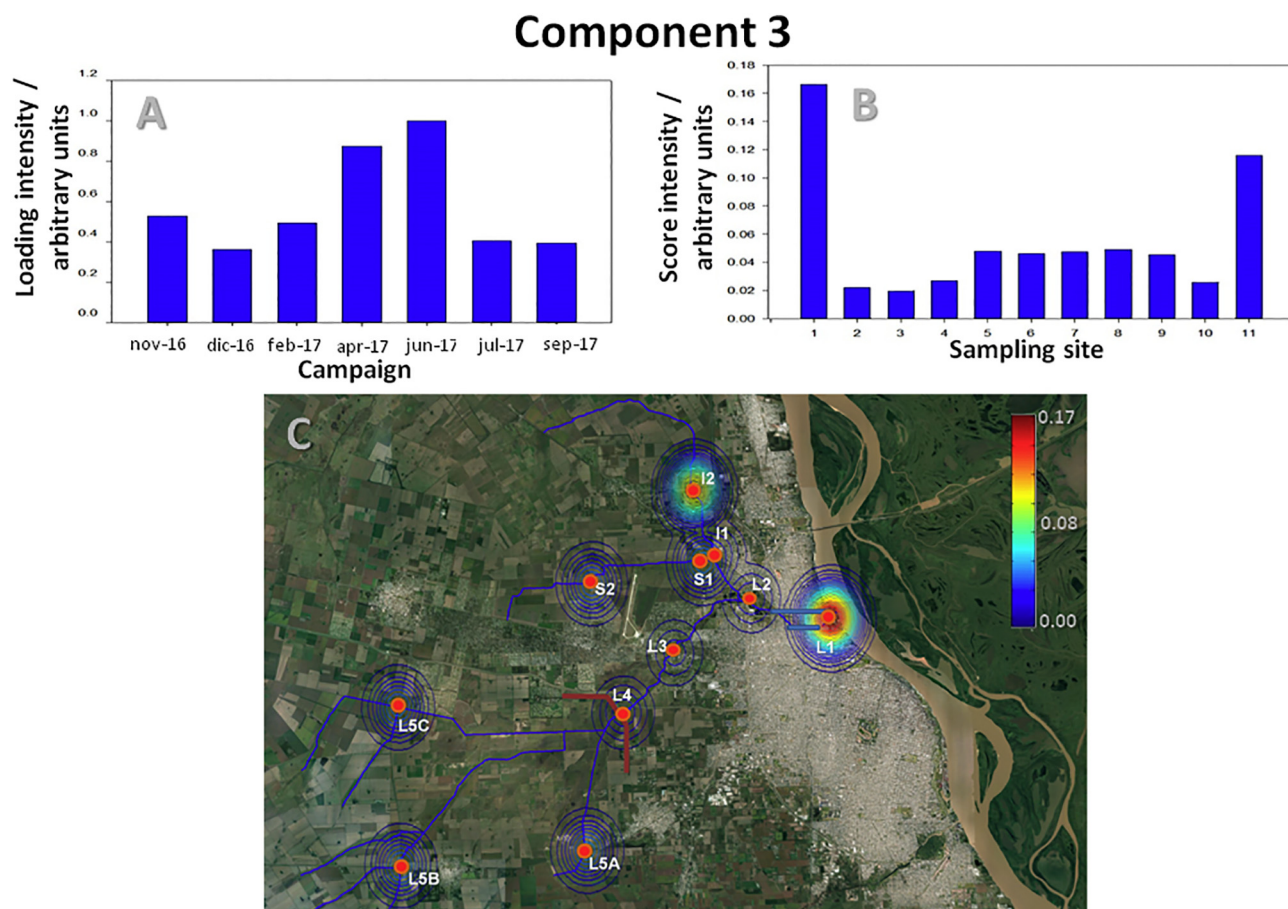 Component 3
Loading intensity /
arbitrary units
A
1.2
1.0
0.8
0.6
0.4
0.2
0.0
nov-16 dic-16 feb-17 apr-17 jun-17 jul-17 sep-17
Campaign
Score intensity /
arbitrary units
B
0.18
0.16
0.14
0.12
0.10
0.08
0.06
0.04
0.02
0.00
1 2 3 4 5 6 7 8 9 10 11
Sampling site
C
0.17
0.08
0.00
I2
I1
S1
S2
L2
L1
L3
L4
L5C
L5A
L5B